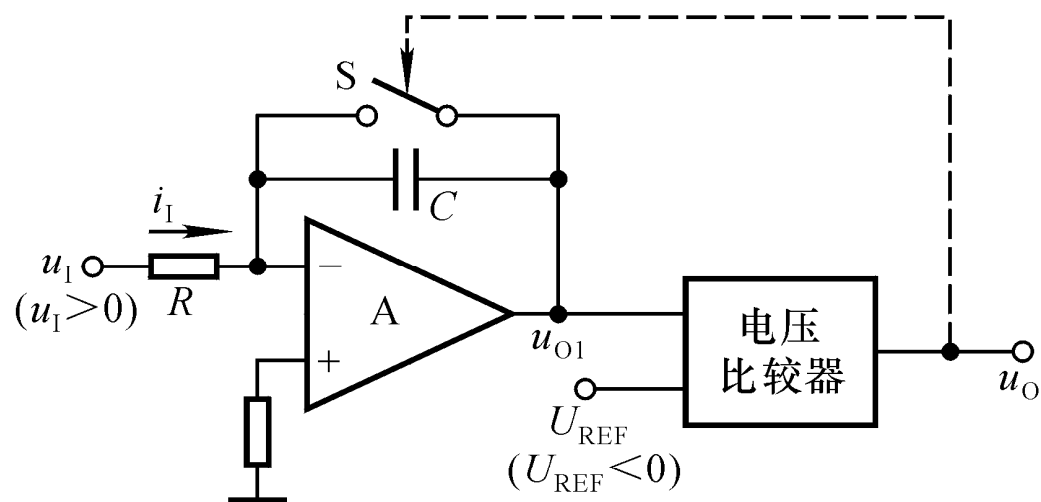 S
C
i_I
u_I
(u_I>0)
R
−
A
+
u_O1
电压
比较器
U_REF
(U_REF<0)
u_O